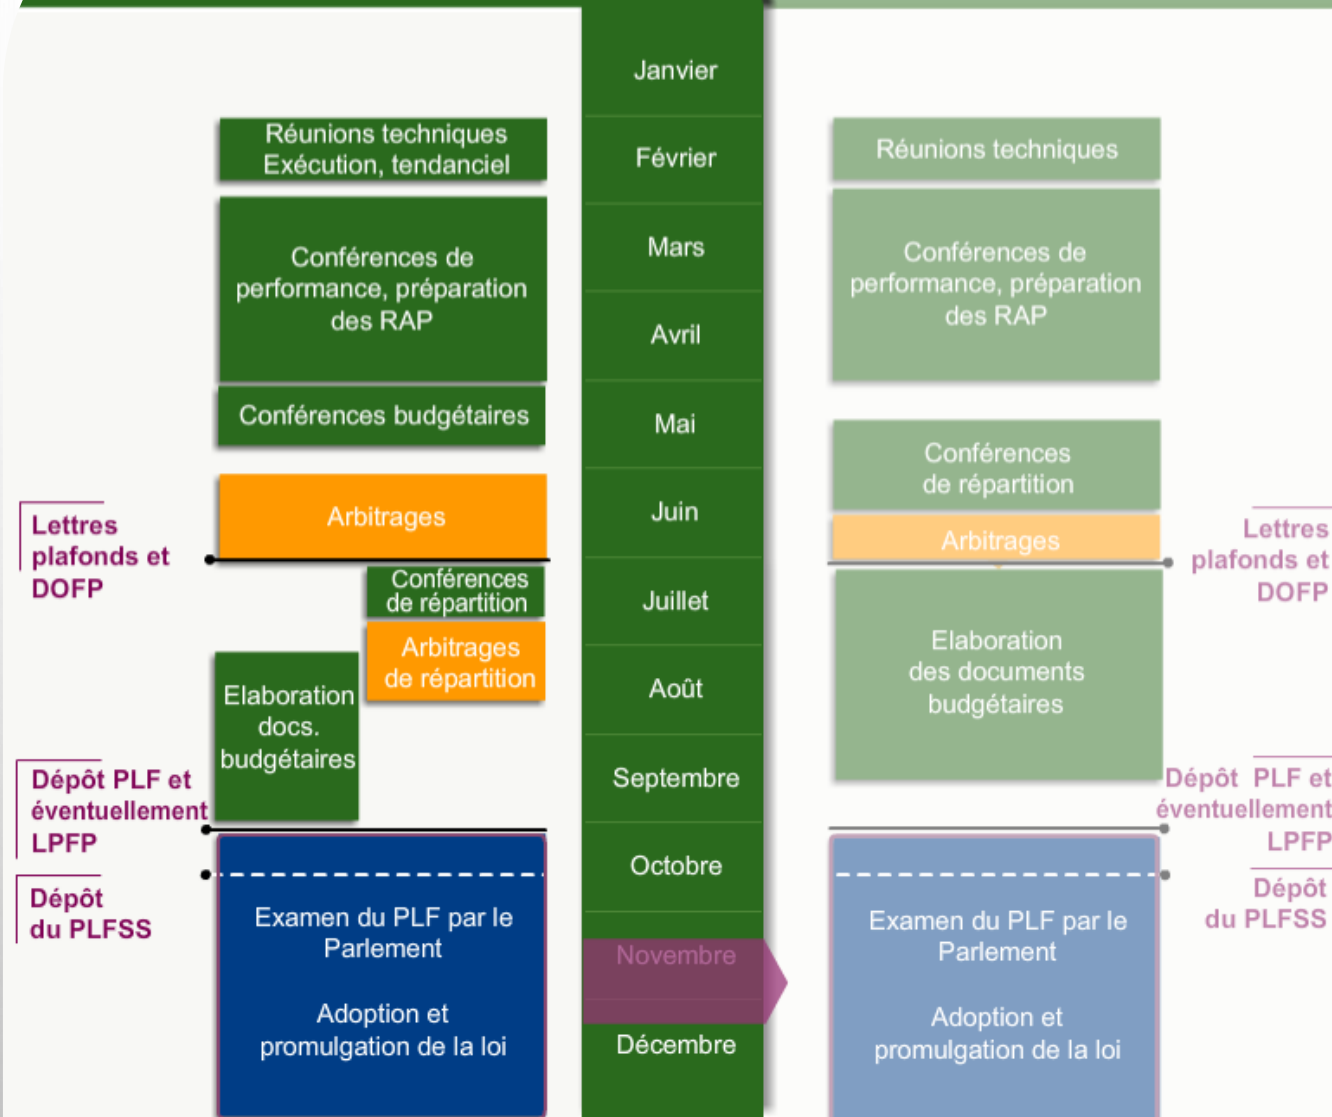 Réunions techniques
Exécution, tendanciel
Conférences de
performance, préparation
des RAP
Conférences budgétaires
Arbitrages
Lettres
plafonds et
DOFP
Conférences
de répartition
Arbitrages
de répartition
Elaboration
docs.
budgétaires
Dépôt PLF et
éventuellement
LPFP
Dépôt
du PLFSS
Examen du PLF par le
Parlement
Adoption et
promulgation de la loi
Janvier
Février
Mars
Avril
Mai
Juin
Juillet
Août
Septembre
Octobre
Novembre
Décembre
Réunions techniques
Conférences de
performance, préparation
des RAP
Conférences
de répartition
Arbitrages
Lettres
plafonds et
DOFP
Elaboration
des documents
budgétaires
Dépôt PLF et
éventuellement
LPFP
Dépôt
du PLFSS
Examen du PLF par le
Parlement
Adoption et
promulgation de la loi